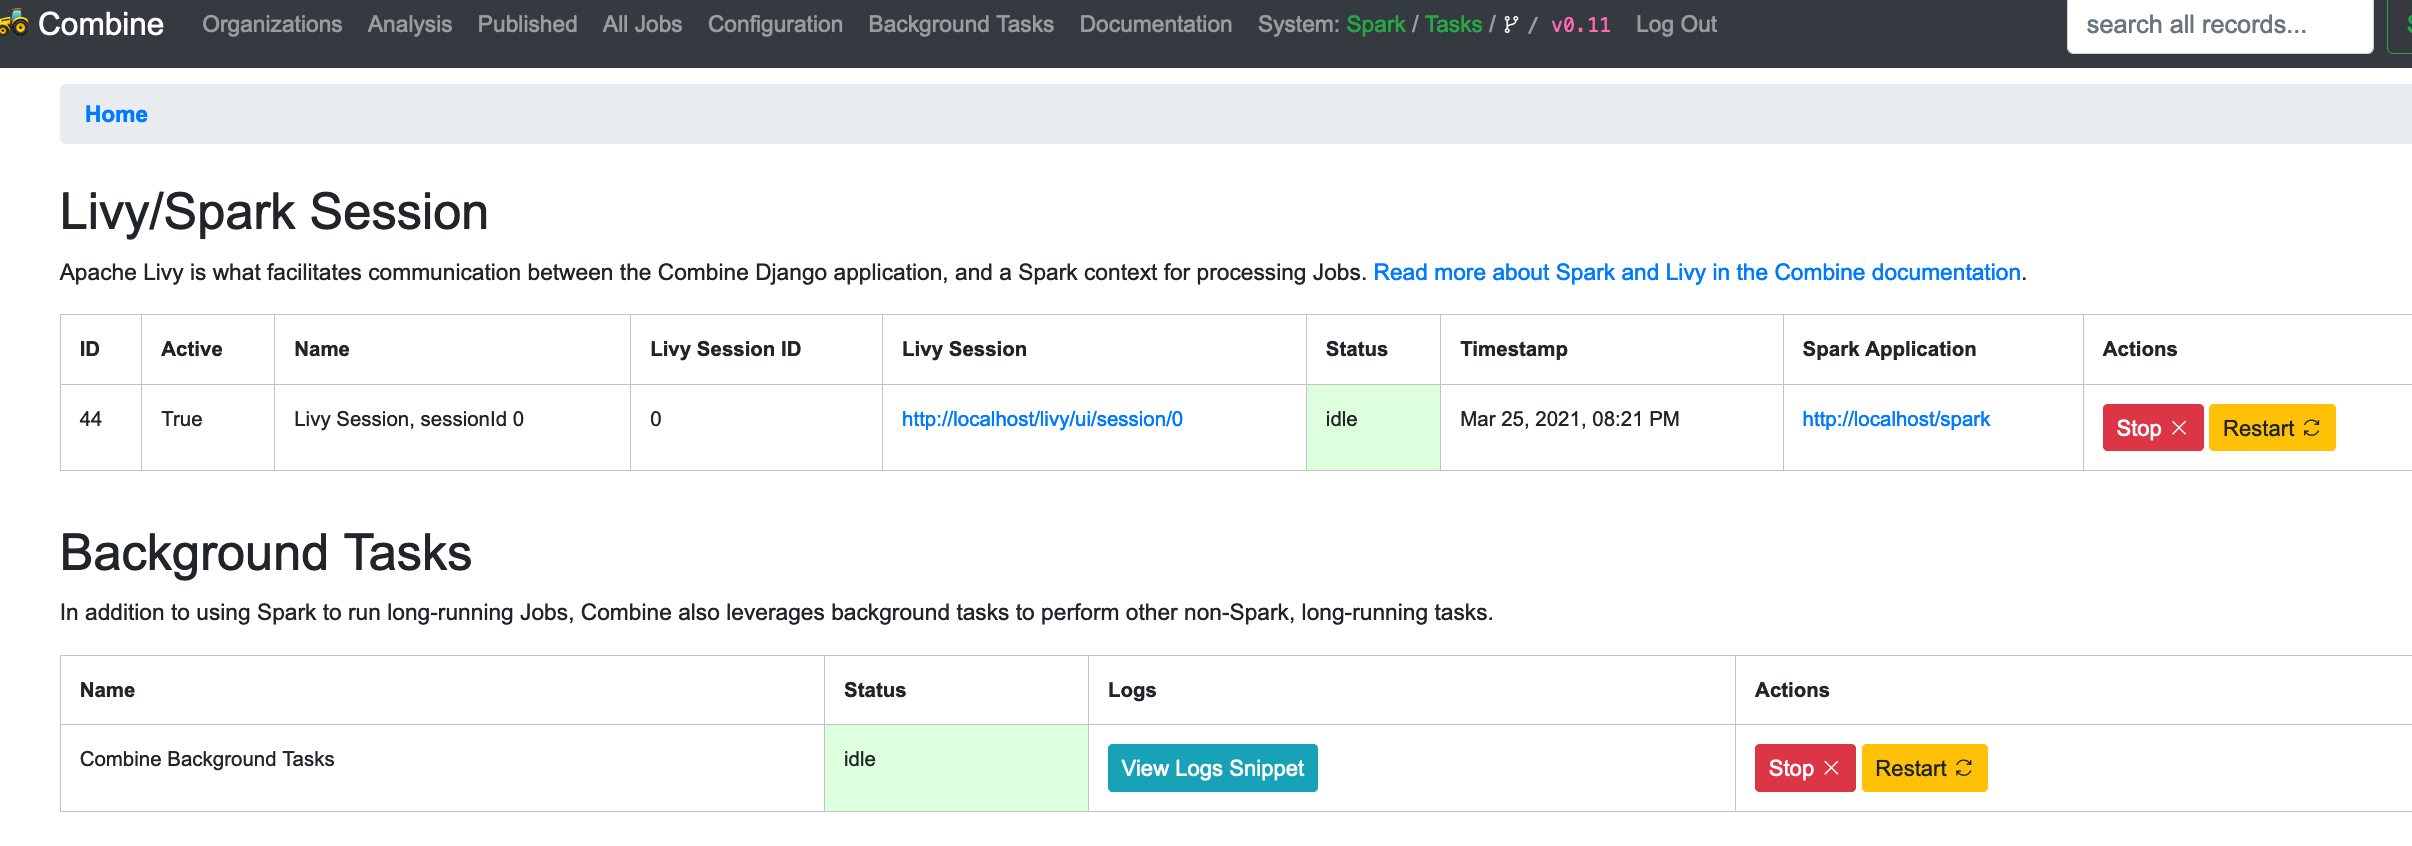 Combine Organizations Analysis Published All Jobs Configuration Background Tasks Documentation System: Spark / Tasks / / v0.11 Log Out search all records...
Home
Livy/Spark Session
Apache Livy is what facilitates communication between the Combine Django application, and a Spark context for processing Jobs. Read more about Spark and Livy in the Combine documentation.
ID Active Name Livy Session ID Livy Session Status Timestamp Spark Application Actions
44 True Livy Session, sessionId 0 0 http://localhost/livy/ui/session/0 idle Mar 25, 2021, 08:21 PM http://localhost/spark Stop Restart
Background Tasks
In addition to using Spark to run long-running Jobs, Combine also leverages background tasks to perform other non-Spark, long-running tasks.
Name Status Logs Actions
Combine Background Tasks idle View Logs Snippet Stop Restart